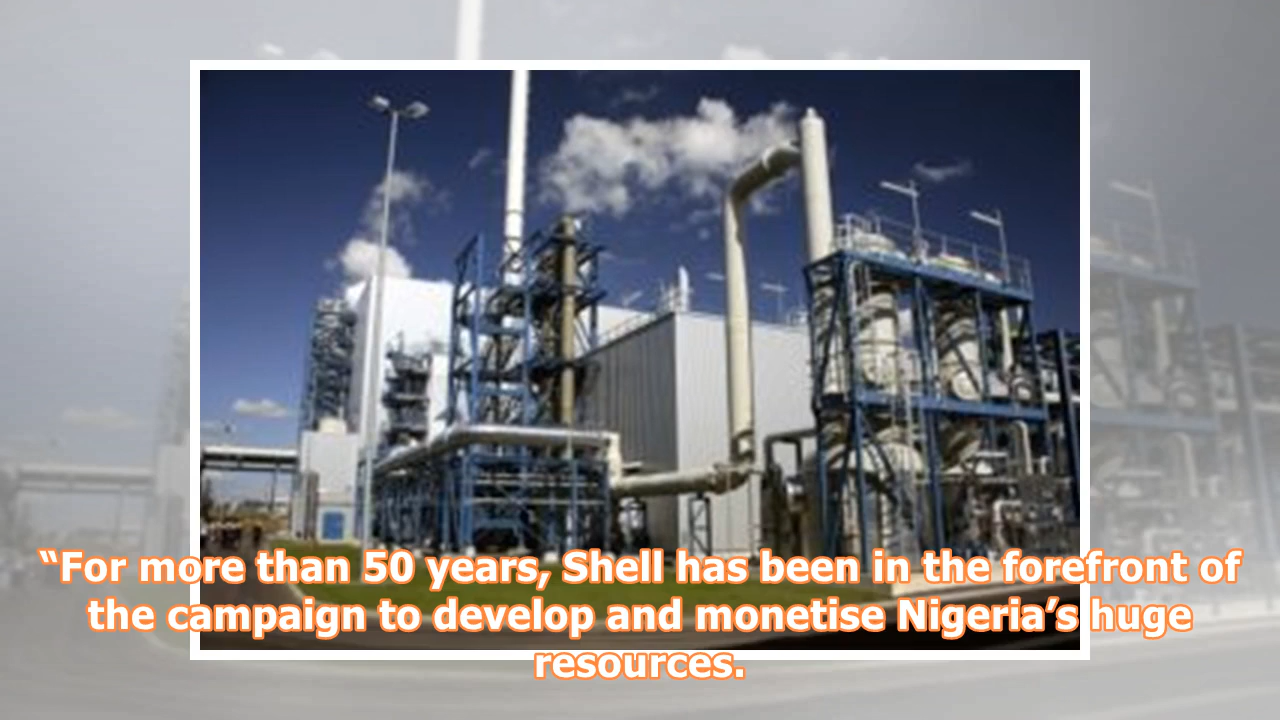 “For more than 50 years, Shell has been in the forefront of
the campaign to develop and monetise Nigeria’s huge
resources.